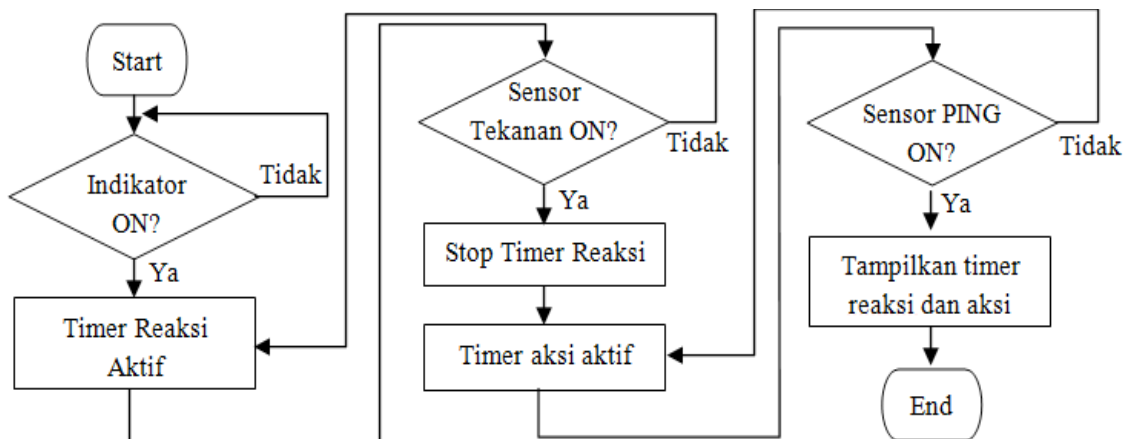 Start
Indikator
ON?
Tidak
Ya
Timer Reaksi
Aktif
Sensor
Tekanan ON?
Tidak
Ya
Stop Timer Reaksi
Timer aksi aktif
Sensor PING
ON?
Tidak
Ya
Tampilkan timer
reaksi dan aksi
End